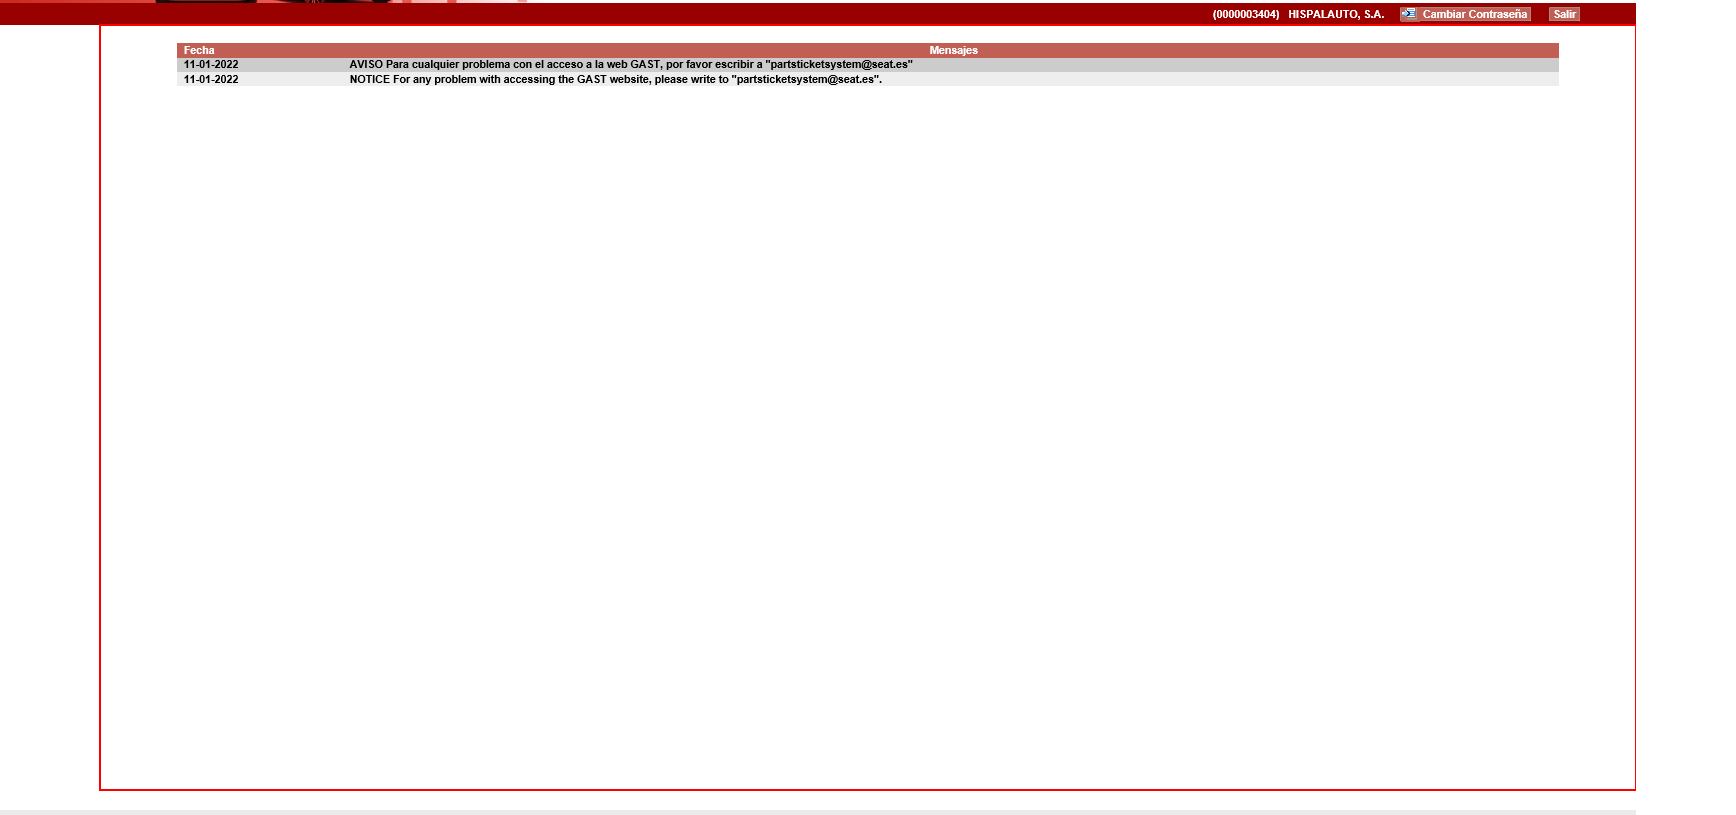 (0000003404) HISPALAUTO, S.A. Cambiar Contraseña Salir
Fecha Mensajes
11-01-2022 AVISO Para cualquier problema con el acceso a la web GAST, por favor escribir a "partsticketsystem@seat.es"
11-01-2022 NOTICE For any problem with accessing the GAST website, please write to "partsticketsystem@seat.es".